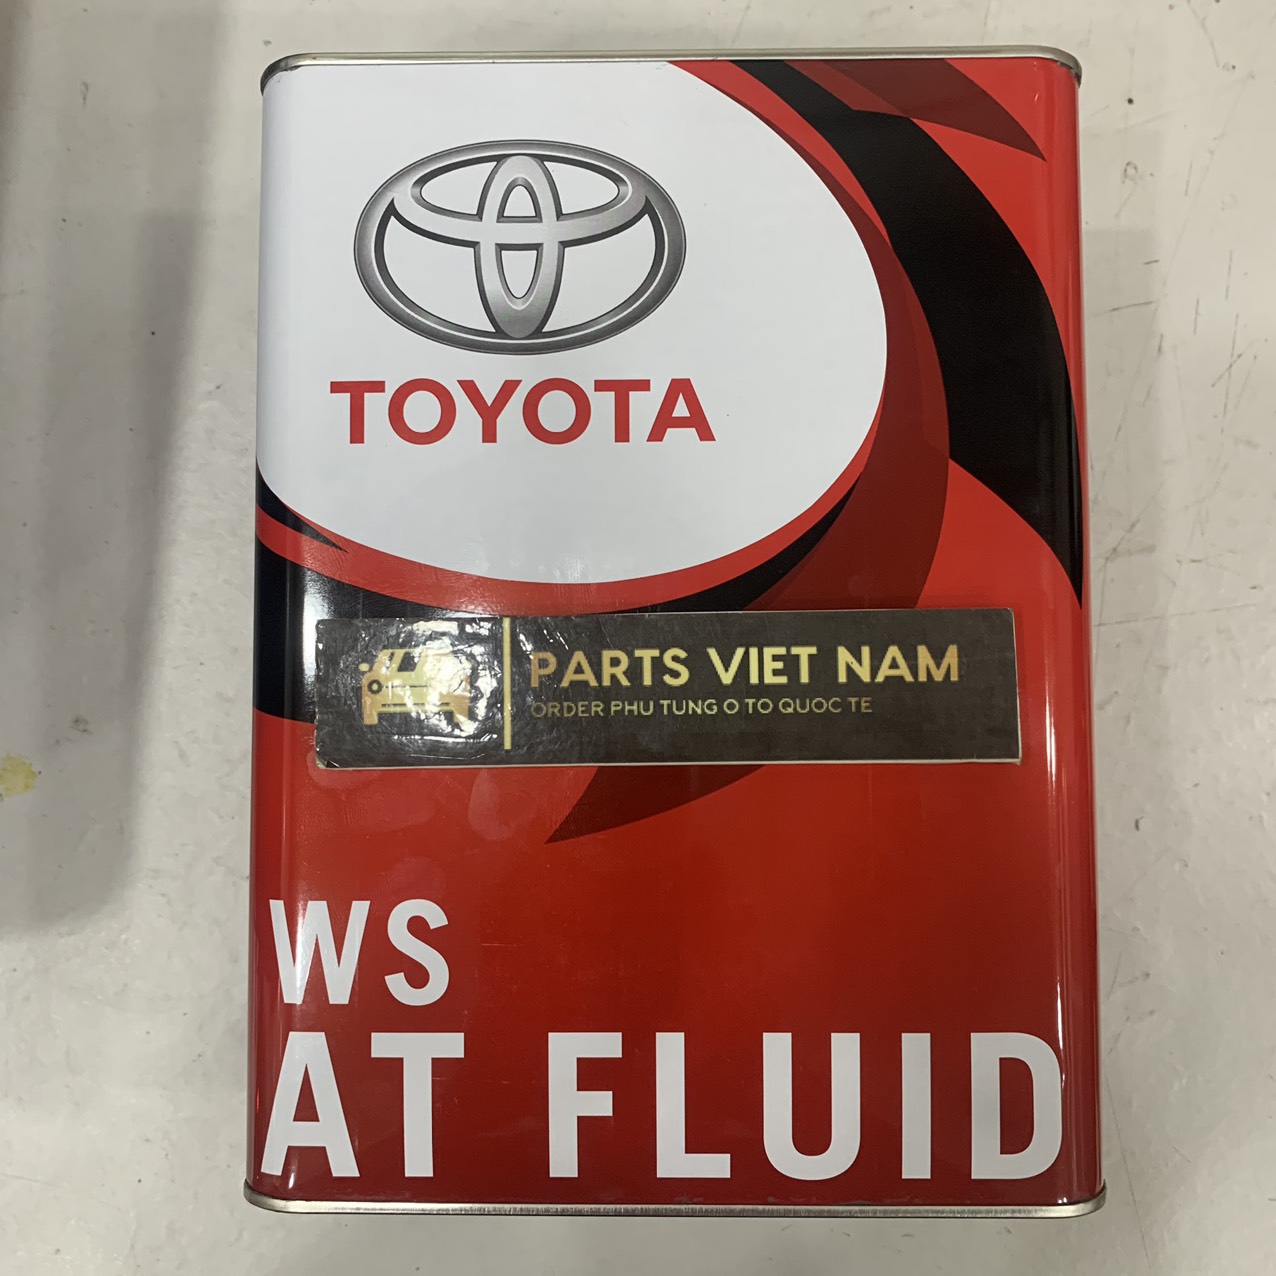 TOYOTA
PARTS VIET NAM
ORDER PHU TUNG O TO QUOC TE
WS
AT FLUID